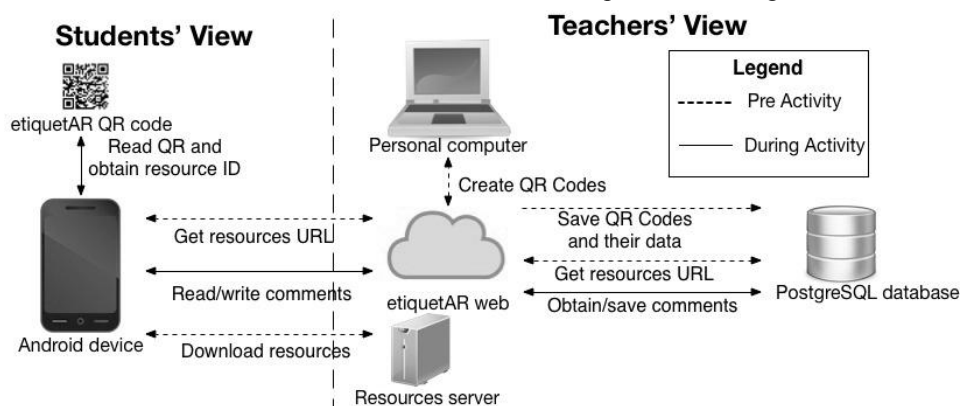 Students' View
Teachers' View
etiquetAR QR code
Read QR and
obtain resource ID
Personal computer
Legend
Pre Activity
During Activity
Create QR Codes
Get resources URL
Save QR Codes
and their data
Get resources URL
Read/write comments
etiquetAR web
Obtain/save comments
PostgreSQL database
Android device
Download resources
Resources server